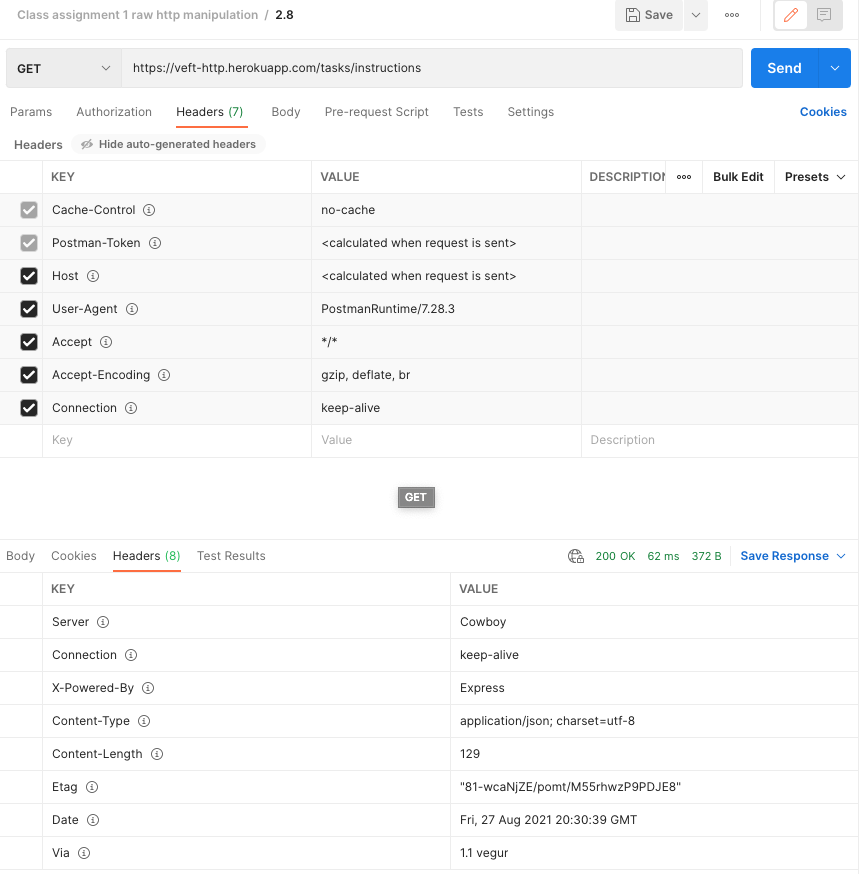 Class assignment 1 raw http manipulation / 2.8
Save
GET https://veft-http.herokuapp.com/tasks/instructions Send
Params Authorization Headers (7) Body Pre-request Script Tests Settings Cookies
Headers Hide auto-generated headers
KEY VALUE DESCRIPTION Bulk Edit Presets
Cache-Control no-cache
Postman-Token <calculated when request is sent>
Host <calculated when request is sent>
User-Agent PostmanRuntime/7.28.3
Accept */*
Accept-Encoding gzip, deflate, br
Connection keep-alive
Key Value Description
GET
Body Cookies Headers (8) Test Results 200 OK 62 ms 372 B Save Response
KEY VALUE
Server Cowboy
Connection keep-alive
X-Powered-By Express
Content-Type application/json; charset=utf-8
Content-Length 129
Etag "81-wcaNjZE/pomt/M55rhwzP9PDJE8"
Date Fri, 27 Aug 2021 20:30:39 GMT
Via 1.1 vegur